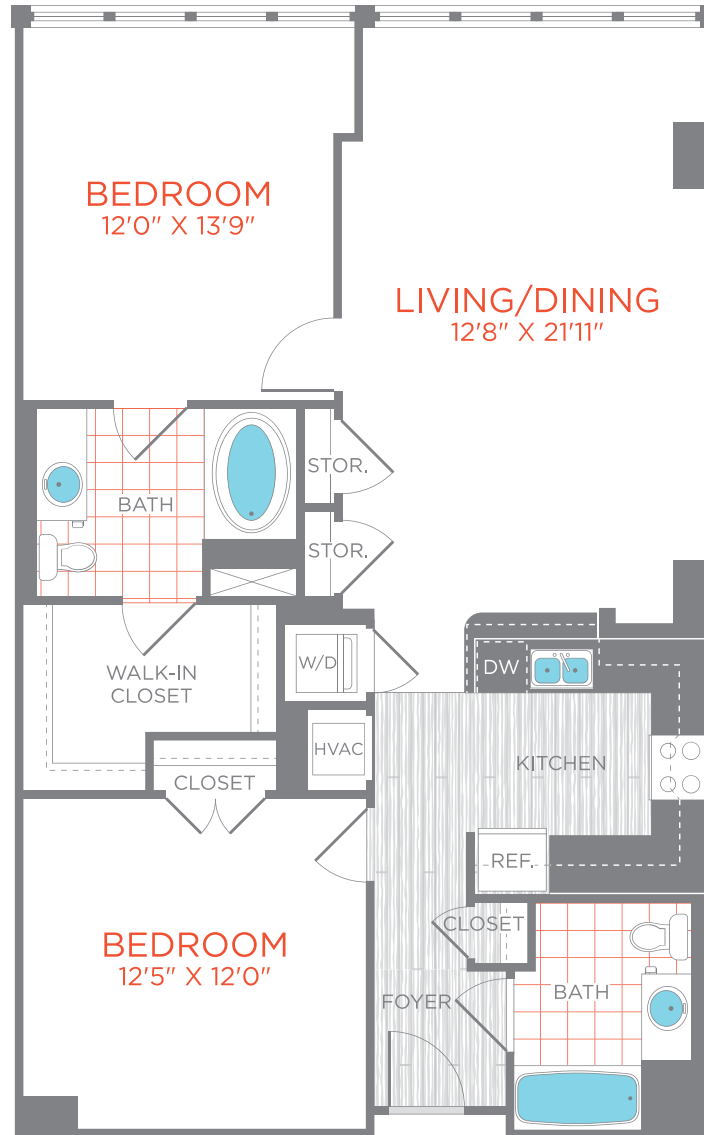 BEDROOM
12'0" X 13'9"
LIVING/DINING
12'8" X 21'11"
STOR.
BATH
STOR.
W/D
DW
WALK-IN
CLOSET
HVAC
KITCHEN
CLOSET
REF.
CLOSET
BEDROOM
12'5" X 12'0"
FOYER
BATH